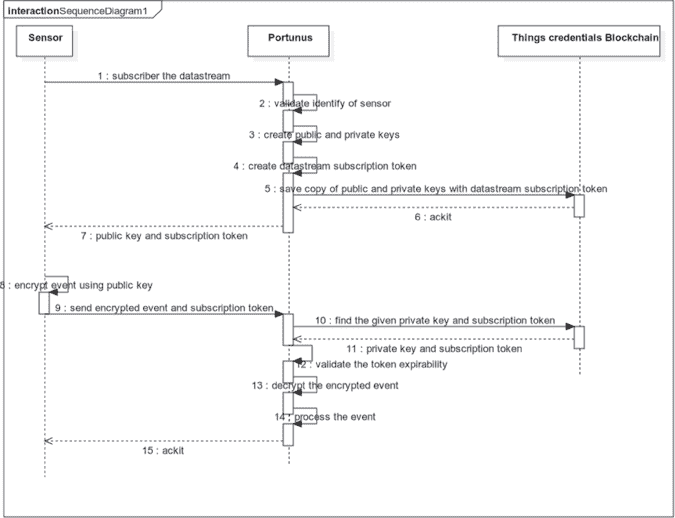 interactionSequenceDiagram1
Sensor
Portunus
Things credentials Blockchain
1 : subscriber the datastream
2 : validate identify of sensor
3 : create public and private keys
4 : create datastream subscription token
5 : save copy of public and private keys with datastream subscription token
6 : ackit
7 : public key and subscription token
8 : encrypt event using public key
9 : send encrypted event and subscription token
10 : find the given private key and subscription token
11 : private key and subscription token
12 : validate the token expirability
13 : decrypt the encrypted event
14 : process the event
15 : ackit